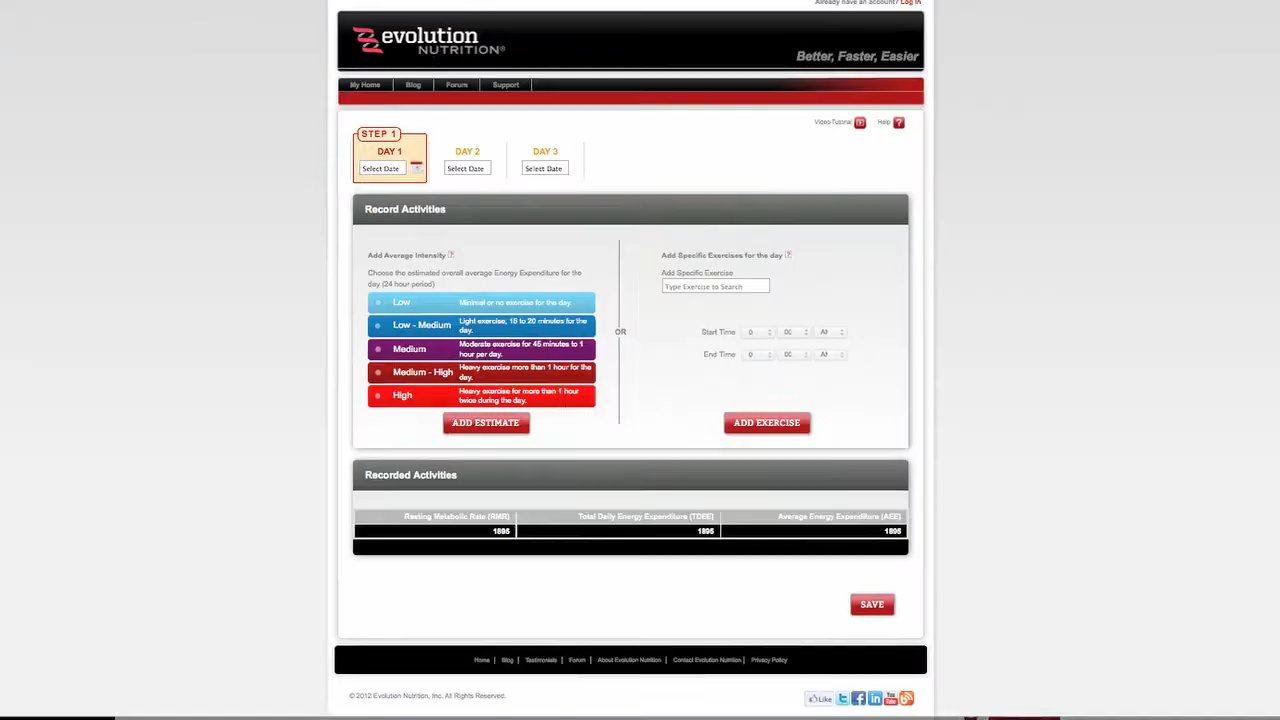 Already have an account? Log In
evolution
NUTRITION®
Better, Faster, Easier
My Home Blog Forum Support
Video Tutorial Help ?
STEP 1
DAY 1 DAY 2 DAY 3
Select Date Select Date Select Date
Record Activities
Add Average Intensity ?
Choose the estimated overall average Energy Expenditure for the
day (24 hour period)
Low Minimal or no exercise for the day.
Low - Medium Light exercise, 15 to 20 minutes for the
day.
Medium Moderate exercise for 45 minutes to 1
hour per day.
Medium - High Heavy exercise more than 1 hour for the
day.
High Heavy exercise for more than 1 hour
twice during the day.
ADD ESTIMATE
OR
Add Specific Exercises for the day ?
Add Specific Exercise
Type Exercise to Search
Start Time 0 00
End Time 0 00
ADD EXERCISE
Recorded Activities
Resting Metabolic Rate (RMR) Total Daily Energy Expenditure (TDEE) Average Energy Expenditure (AEE)
1895 1895 1895
SAVE
Home | Blog | Testimonials | Forum | About Evolution Nutrition | Contact Evolution Nutrition | Privacy Policy
© 2012 Evolution Nutrition, Inc. All Rights Reserved.
Like
You
Tube